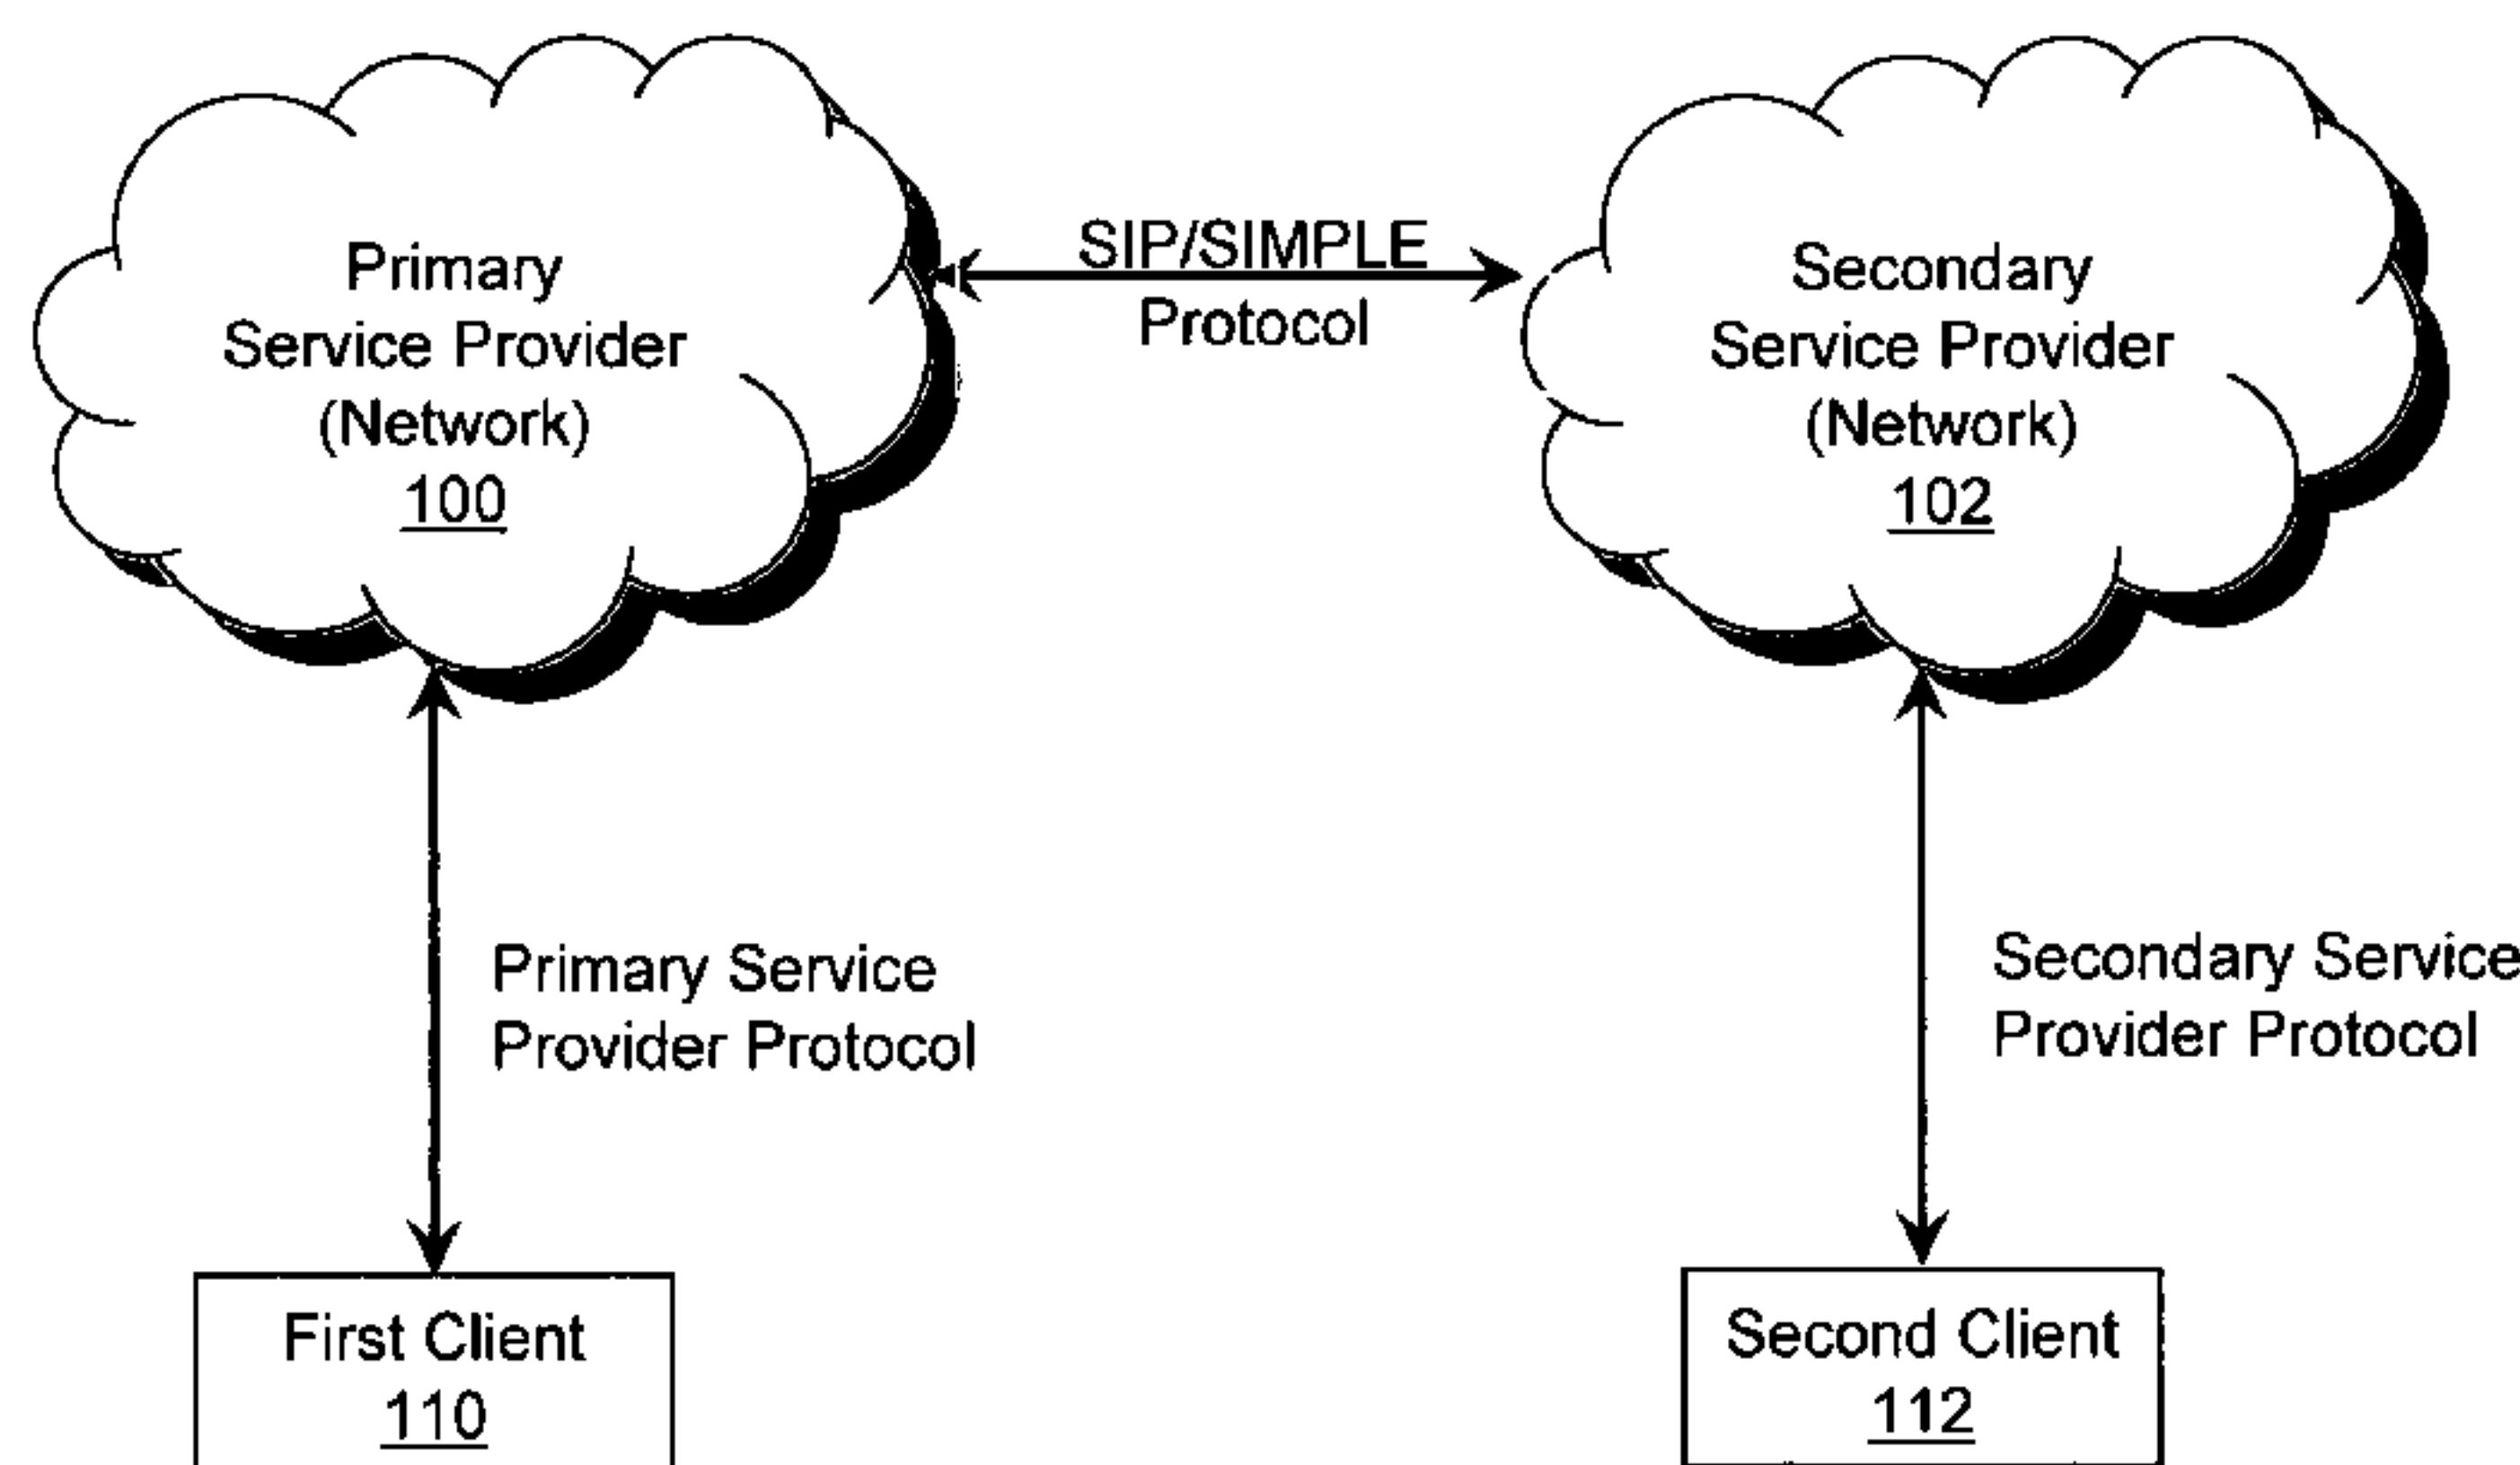 Primary
Service Provider
(Network)
100
SIP/SIMPLE
Protocol
Secondary
Service Provider
(Network)
102
Primary Service
Provider Protocol
Secondary Service
Provider Protocol
First Client
110
Second Client
112